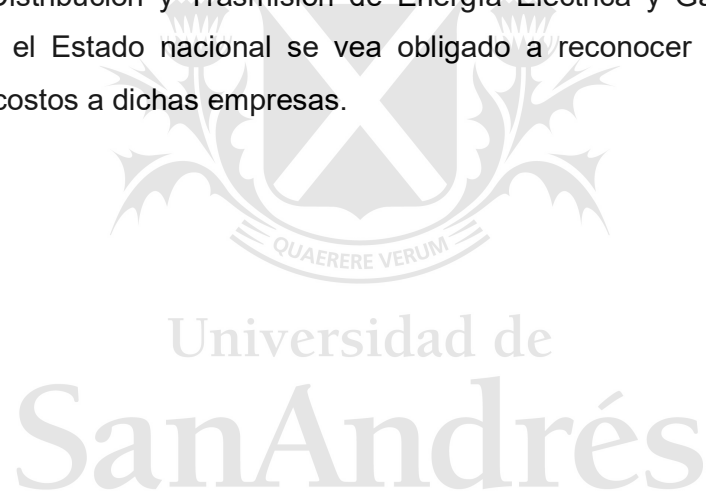 Distribución y Trasmisión de Energía Eléctrica y
el Estado nacional se vea obligado a reconocer
costos a dichas empresas.
QUAERERE VERUM
Universidad de
SanAndrés